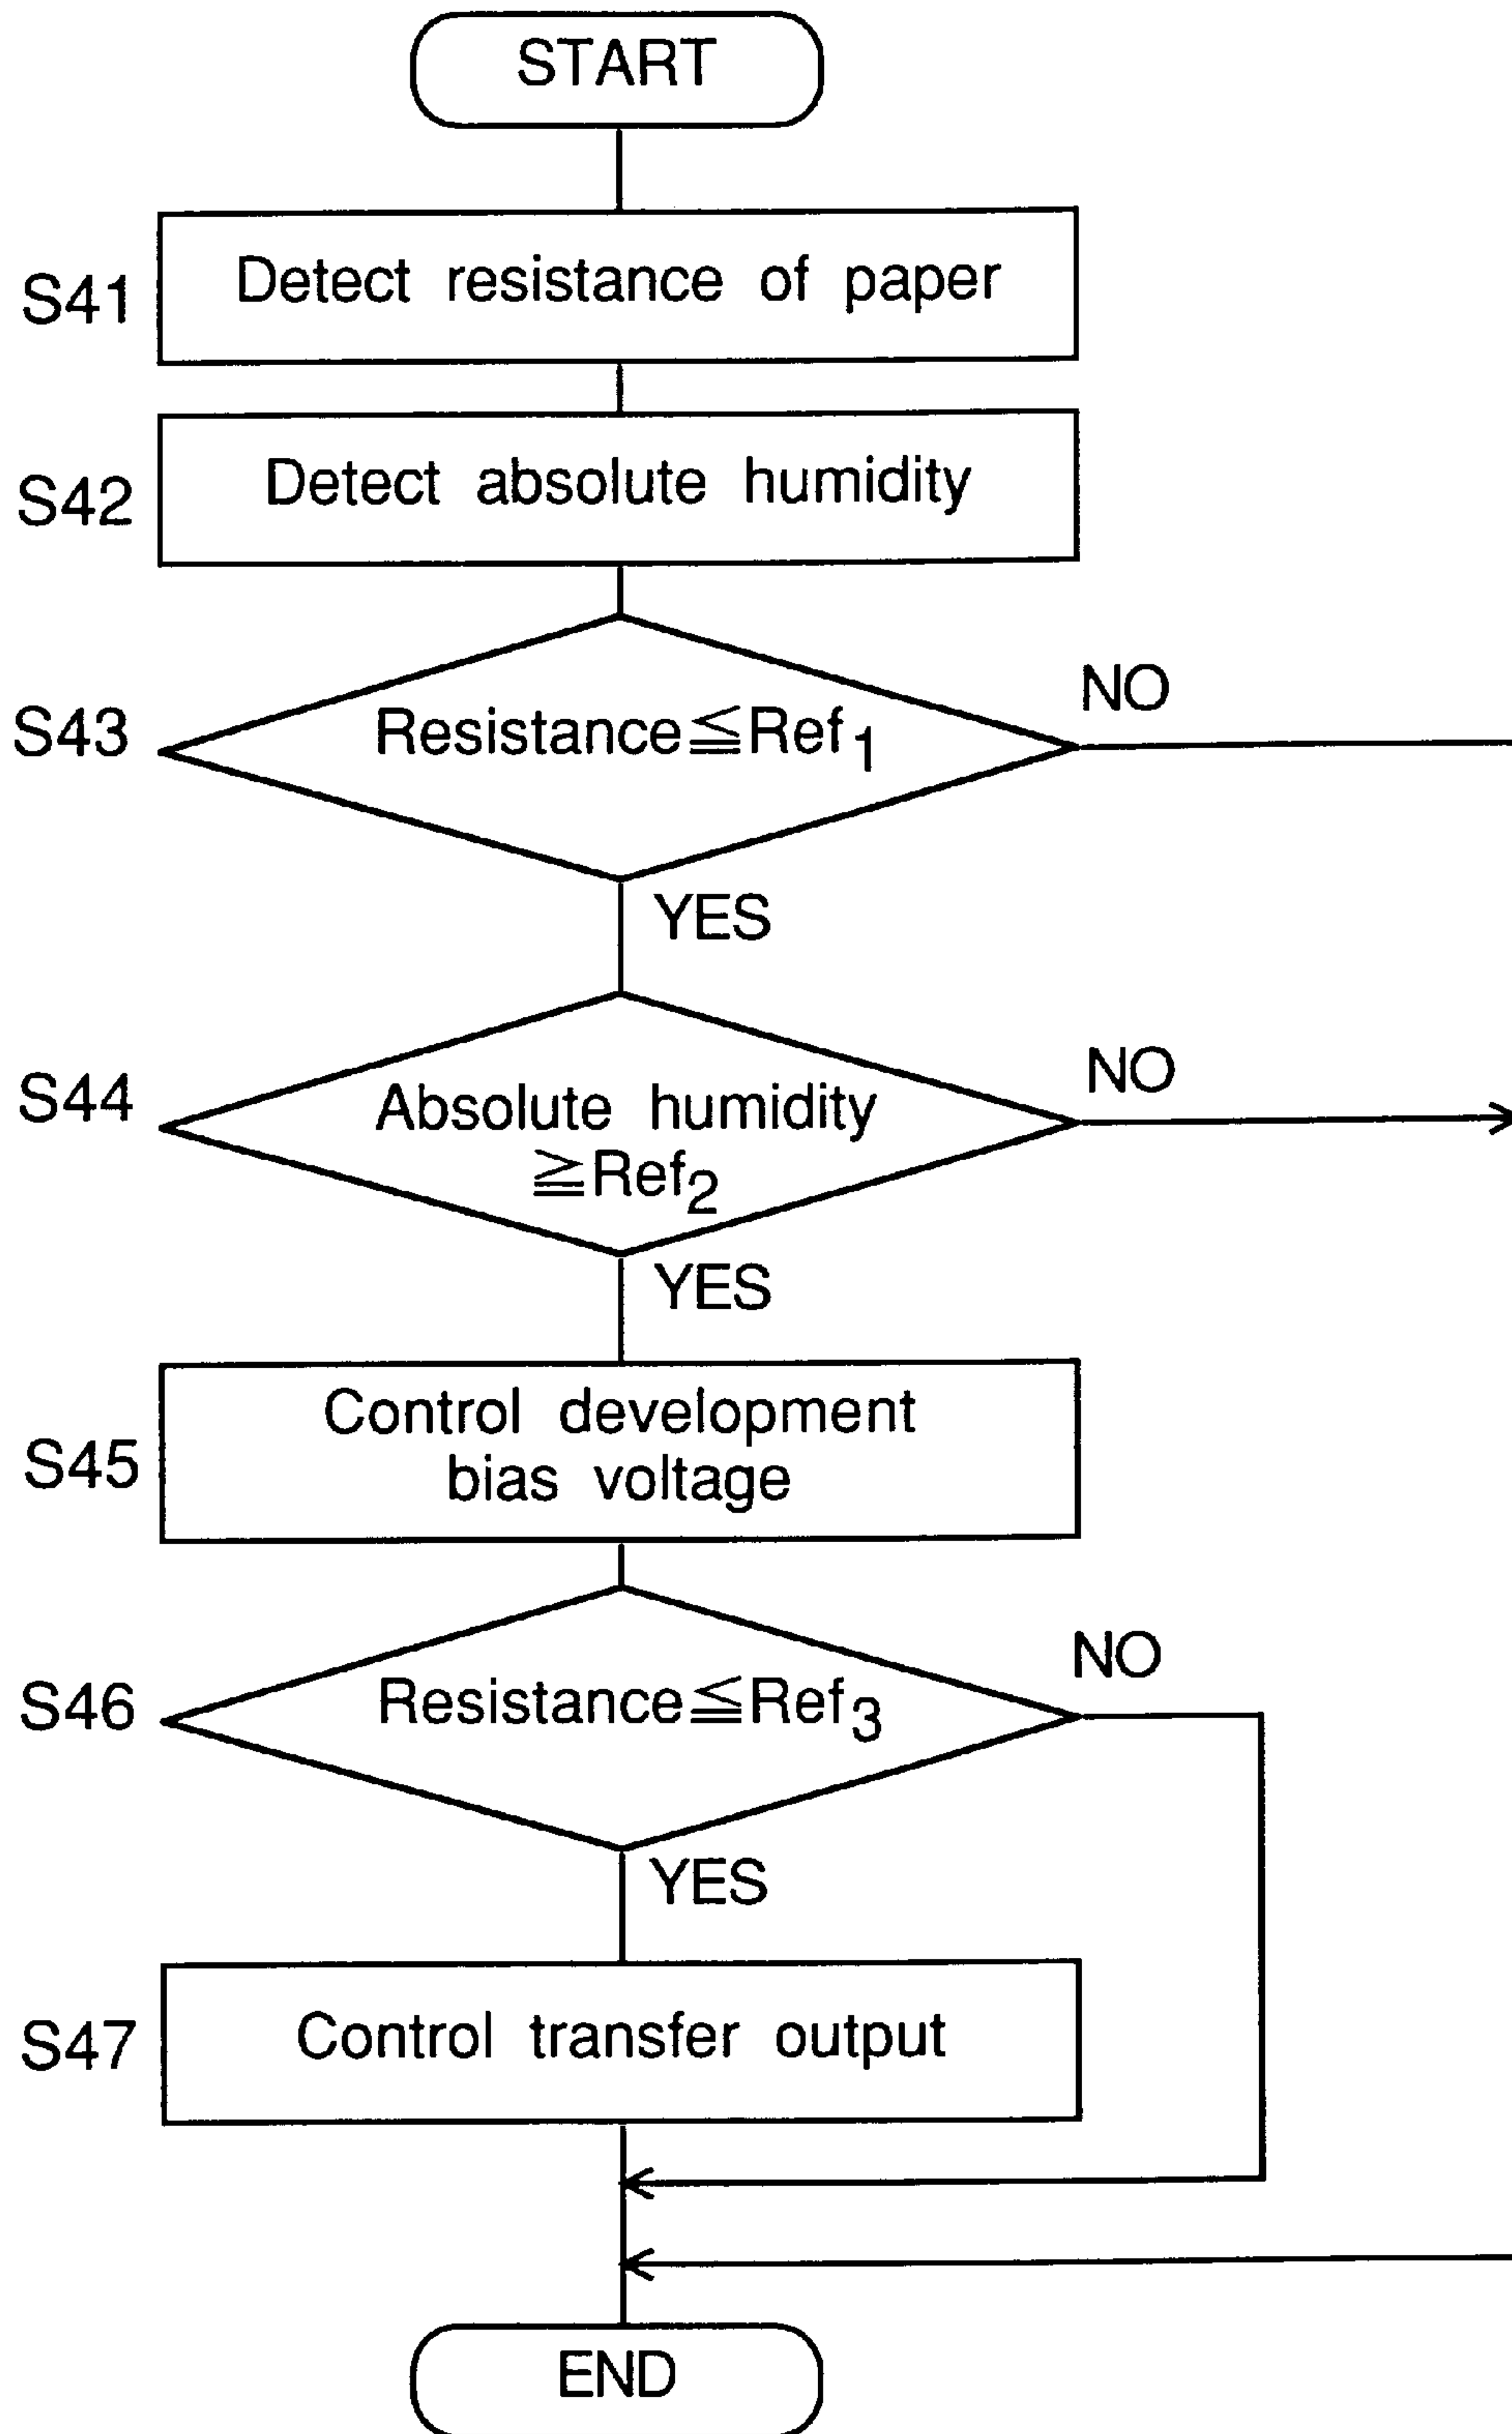 START
S41
Detect resistance of paper
S42
Detect absolute humidity
S43
Resistance≦Ref1
NO
YES
S44
Absolute humidity
≧Ref2
NO
YES
S45
Control development
bias voltage
S46
Resistance≦Ref3
NO
YES
S47
Control transfer output
END